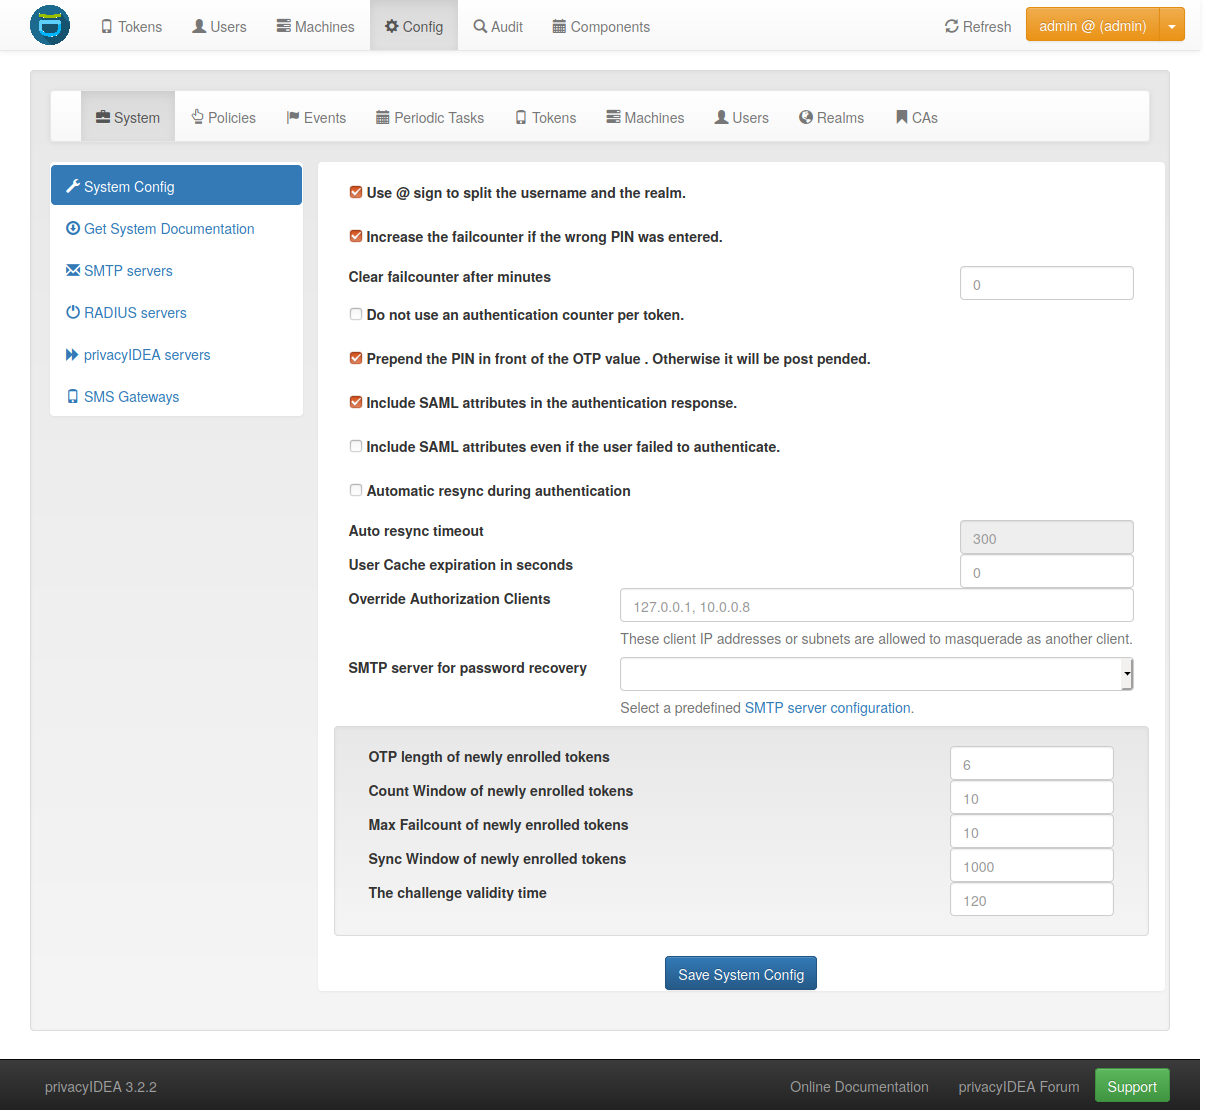 Tokens Users Machines Config Audit Components Refresh admin @ (admin)
System Policies Events Periodic Tasks Tokens Machines Users Realms CAs
System Config
Get System Documentation
SMTP servers
RADIUS servers
privacyIDEA servers
SMS Gateways
Use @ sign to split the username and the realm.
Increase the failcounter if the wrong PIN was entered.
Clear failcounter after minutes 0
Do not use an authentication counter per token.
Prepend the PIN in front of the OTP value . Otherwise it will be post pended.
Include SAML attributes in the authentication response.
Include SAML attributes even if the user failed to authenticate.
Automatic resync during authentication
Auto resync timeout 300
User Cache expiration in seconds 0
Override Authorization Clients 127.0.0.1, 10.0.0.8
These client IP addresses or subnets are allowed to masquerade as another client.
SMTP server for password recovery
Select a predefined SMTP server configuration.
OTP length of newly enrolled tokens 6
Count Window of newly enrolled tokens 10
Max Failcount of newly enrolled tokens 10
Sync Window of newly enrolled tokens 1000
The challenge validity time 120
Save System Config
privacyIDEA 3.2.2 Online Documentation privacyIDEA Forum Support